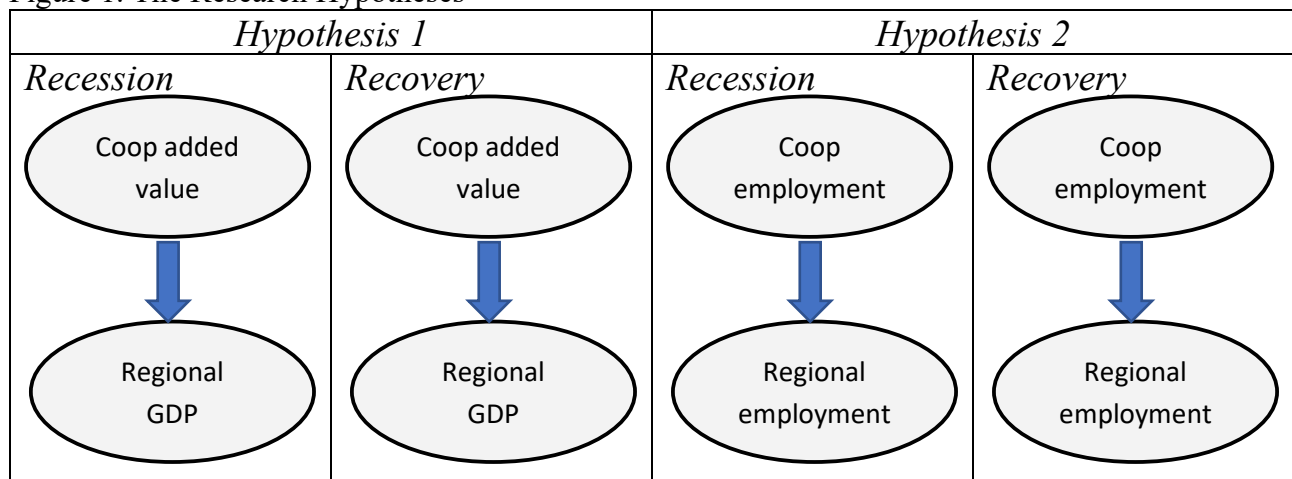 Figure 1: The Research Hypotheses
Hypothesis 1
Hypothesis 2
Recession
Coop added
value
Regional
GDP
Recovery
Coop added
value
Regional
GDP
Recession
Coop
employment
Regional
employment
Recovery
Coop
employment
Regional
employment